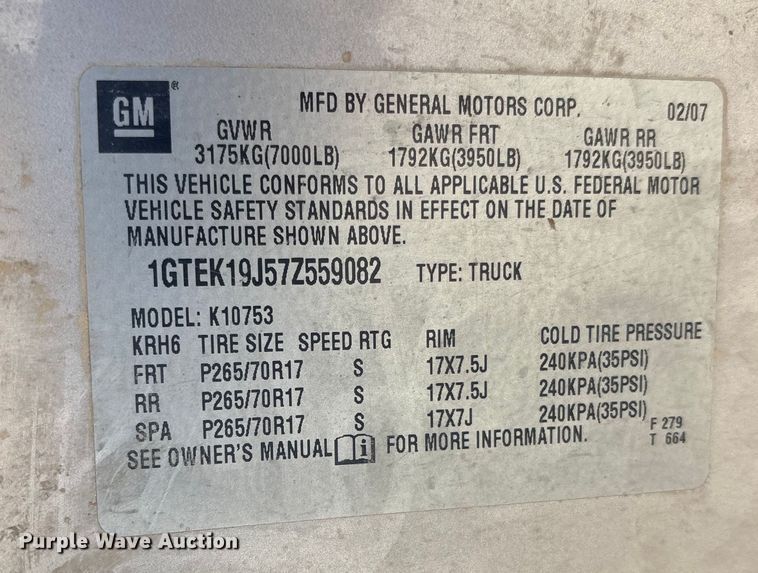 GM ®
MFD BY GENERAL MOTORS CORP. 02/07
GVWR GAWR FRT GAWR RR
3175KG(7000LB) 1792KG(3950LB) 1792KG(3950LB)
THIS VEHICLE CONFORMS TO ALL APPLICABLE U.S. FEDERAL MOTOR
VEHICLE SAFETY STANDARDS IN EFFECT ON THE DATE OF
MANUFACTURE SHOWN ABOVE.
1GTEK19J57Z559082 TYPE: TRUCK
MODEL: K10753
KRH6 TIRE SIZE SPEED RTG RIM COLD TIRE PRESSURE
FRT P265/70R17 S 17X7.5J 240KPA(35PSI)
RR P265/70R17 S 17X7.5J 240KPA(35PSI)
SPA P265/70R17 S 17X7J 240KPA(35PSI)
F 279
T 664
SEE OWNER'S MANUAL i FOR MORE INFORMATION.
Purple Wave Auction